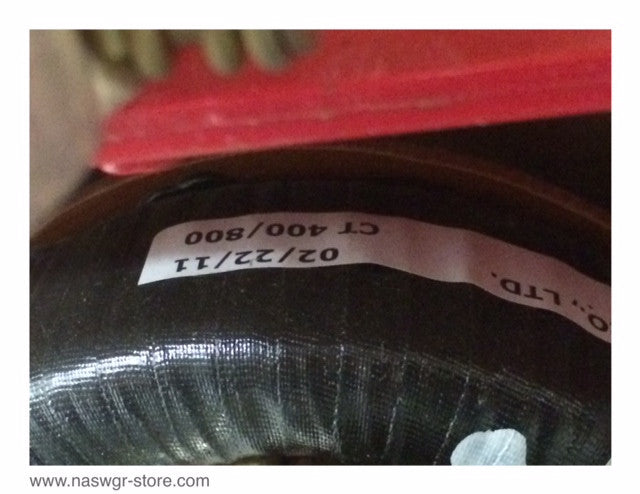 O., LTD.
02/22/11
CT 400/800
www.naswgr-store.com